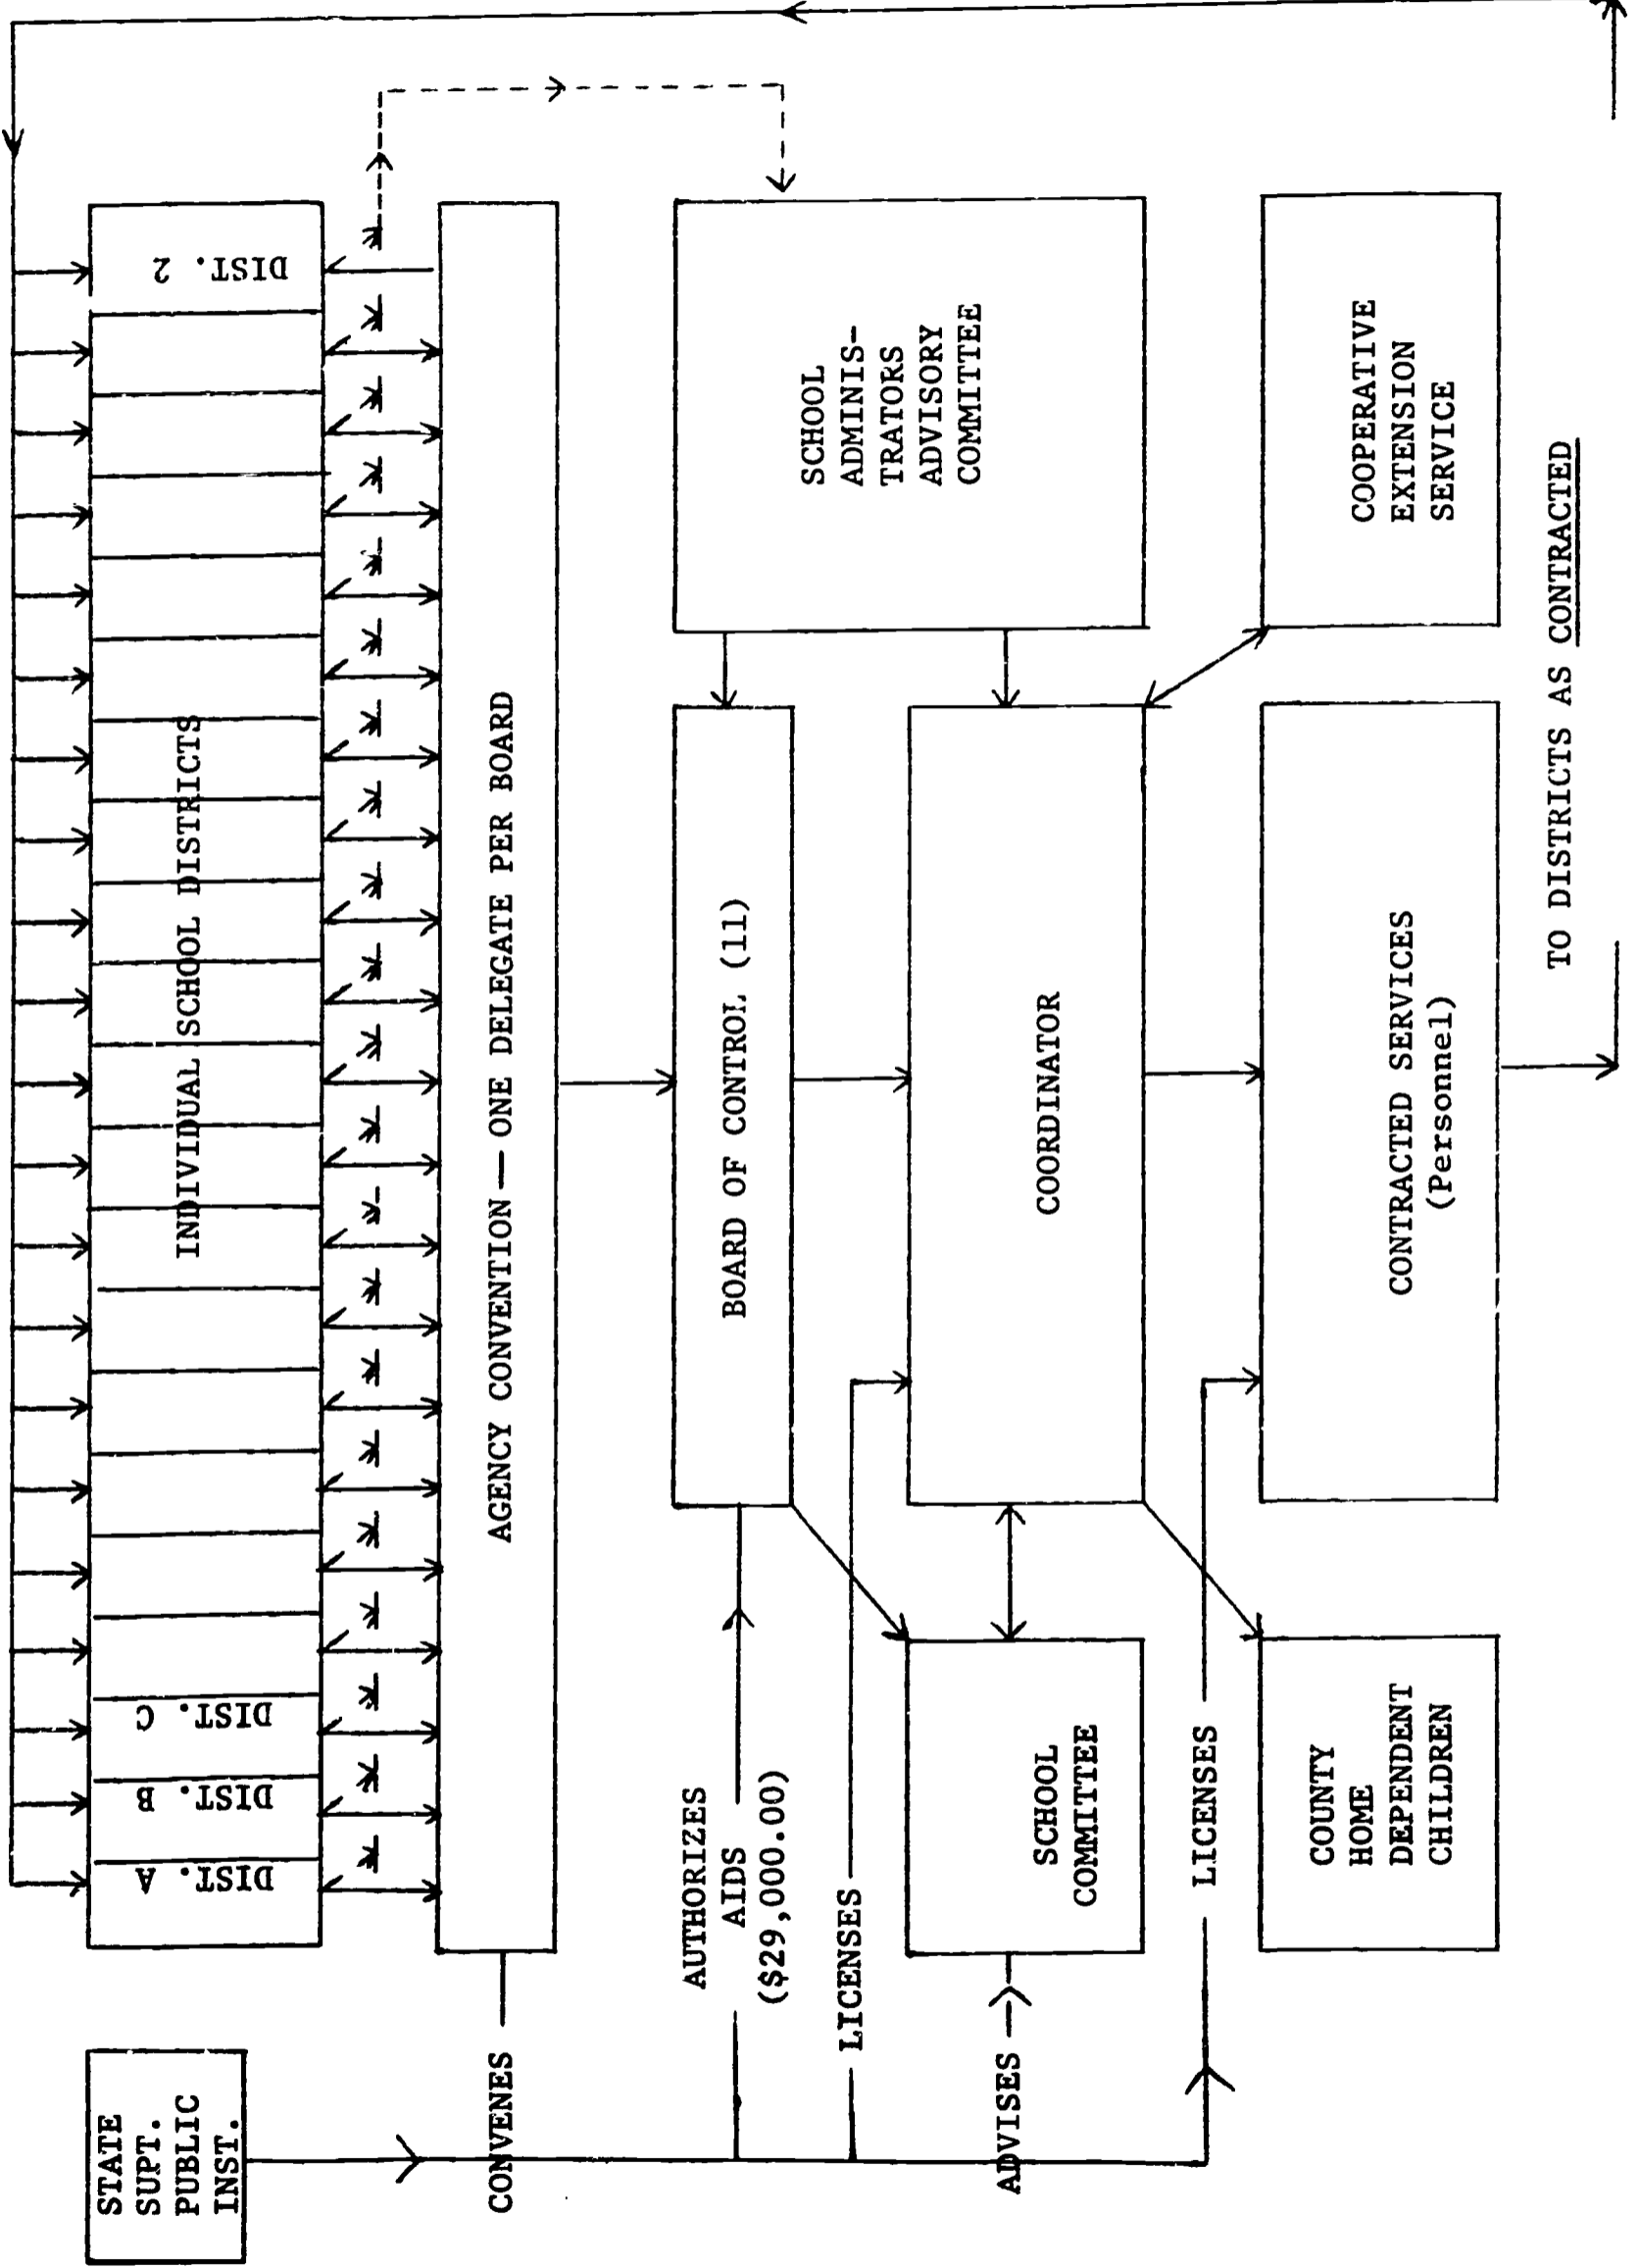 STATE
SUPT.
PUBLIC
INST.
DIST. A
DIST. B
DIST. C
DIST. 2
INDIVIDUAL SCHOOL DISTRICTS
CONVENES
AGENCY CONVENTION — ONE DELEGATE PER BOARD
AUTHORIZES
AIDS
($29,000.00)
BOARD OF CONTROL (11)
SCHOOL
ADMINIS-
TRATORS
ADVISORY
COMMITTEE
LICENSES
ADVISES
SCHOOL
COMMITTEE
COORDINATOR
LICENSES
COUNTY
HOME
DEPENDENT
CHILDREN
CONTRACTED SERVICES
(Personnel)
COOPERATIVE
EXTENSION
SERVICE
TO DISTRICTS AS CONTRACTED